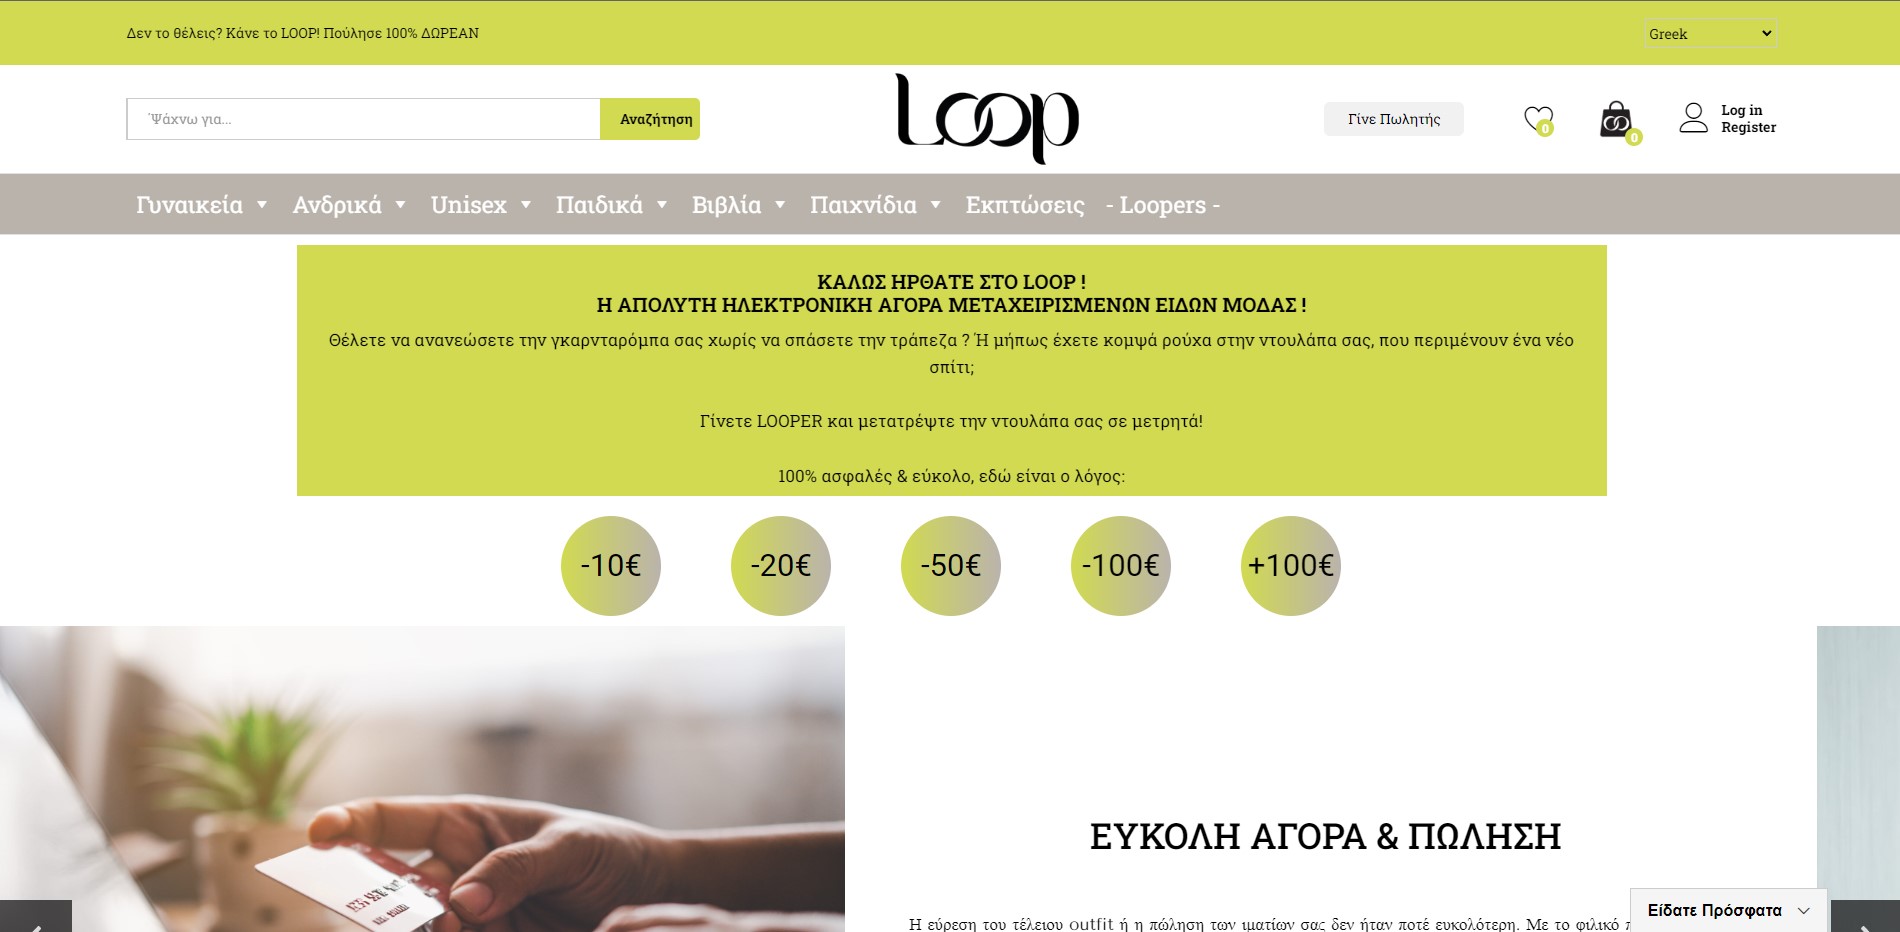 Δεν το θέλεις? Κάνε το LOOP! Πούλησε 100% ΔΩΡΕΑΝ
Greek
Ψάχνω για...
Αναζήτηση
Loop
Γίνε Πωλητής
0
0
Log in
Register
Γυναικεία
Ανδρικά
Unisex
Παιδικά
Βιβλία
Παιχνίδια
Εκπτώσεις
- Loopers -
ΚΑΛΩΣ ΗΡΘΑΤΕ ΣΤΟ LOOP !
Η ΑΠΟΛΥΤΗ ΗΛΕΚΤΡΟΝΙΚΗ ΑΓΟΡΑ ΜΕΤΑΧΕΙΡΙΣΜΕΝΩΝ ΕΙΔΩΝ ΜΟΔΑΣ !
Θέλετε να ανανεώσετε την γκαρνταρόμπα σας χωρίς να σπάσετε την τράπεζα ? Ή μήπως έχετε κομψά ρούχα στην ντουλάπα σας, που περιμένουν ένα νέο
σπίτι;
Γίνετε LOOPER και μετατρέψτε την ντουλάπα σας σε μετρητά!
100% ασφαλές & εύκολο, εδώ είναι ο λόγος:
-10€
-20€
-50€
-100€
+100€
ΕΥΚΟΛΗ ΑΓΟΡΑ & ΠΩΛΗΣΗ
Η εύρεση του τέλειου outfit ή η πώληση των ιματίων σας δεν ήταν ποτέ ευκολότερη. Με το φιλικό
Είδατε Πρόσφατα